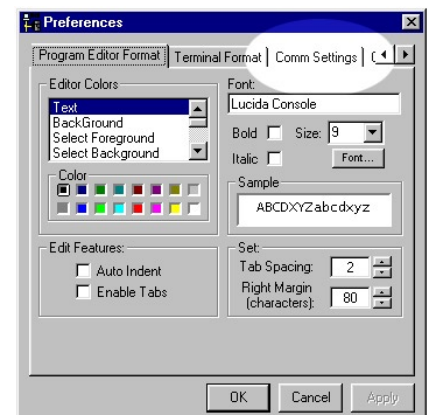 Preferences
Program Editor Format Terminal Format Comm Settings
Editor Colors
Text
BackGround
Select Foreground
Select Background
Color
Font:
Lucida Console
Bold Size: 9
Italic Font...
Sample
ABCDXYZabcdxyz
Edit Features:
Auto Indent
Enable Tabs
Set:
Tab Spacing: 2
Right Margin
(characters): 80
OK Cancel Apply